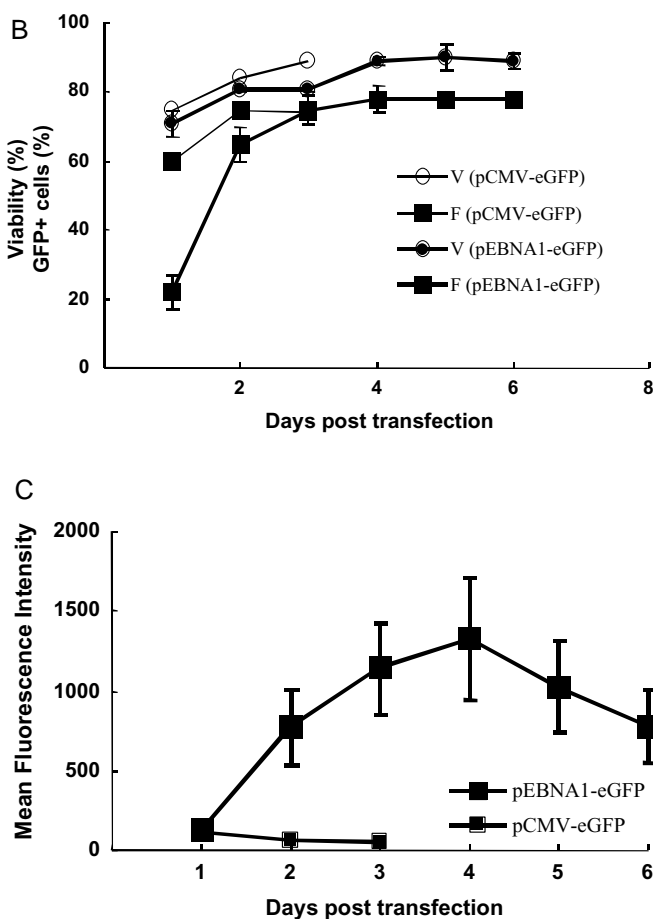 B
100
80
60
40
20
0
Viability (%)
GFP+ cells (%)
V (pCMV-eGFP)
F (pCMV-eGFP)
V (pEBNA1-eGFP)
F (pEBNA1-eGFP)
2 4 6 8
Days post transfection
C
2000
1500
1000
500
0
Mean Fluorescence Intensity
pEBNA1-eGFP
pCMV-eGFP
1 2 3 4 5 6
Days post transfection